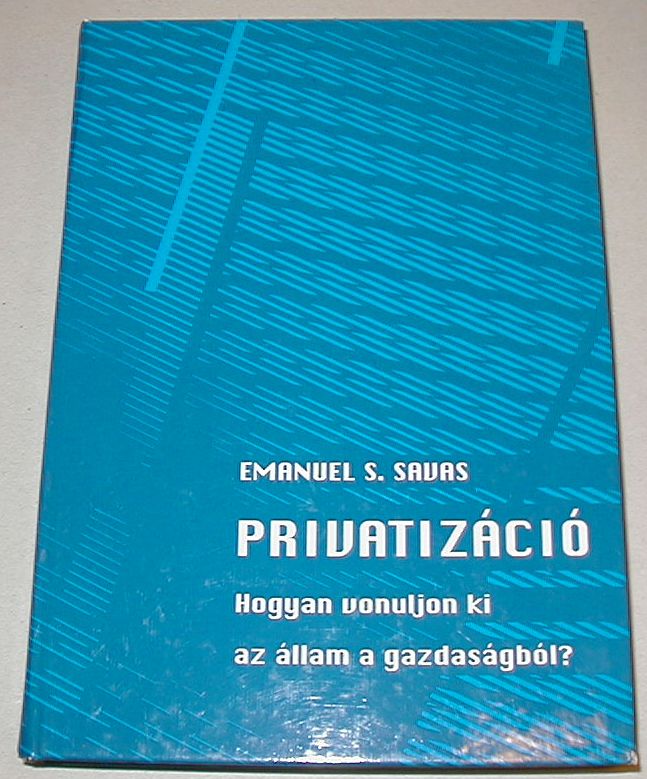 EMANUEL S. SAVAS
PRIVATIZÁCIÓ
Hogyan vonuljon ki
az állam a gazdaságból?